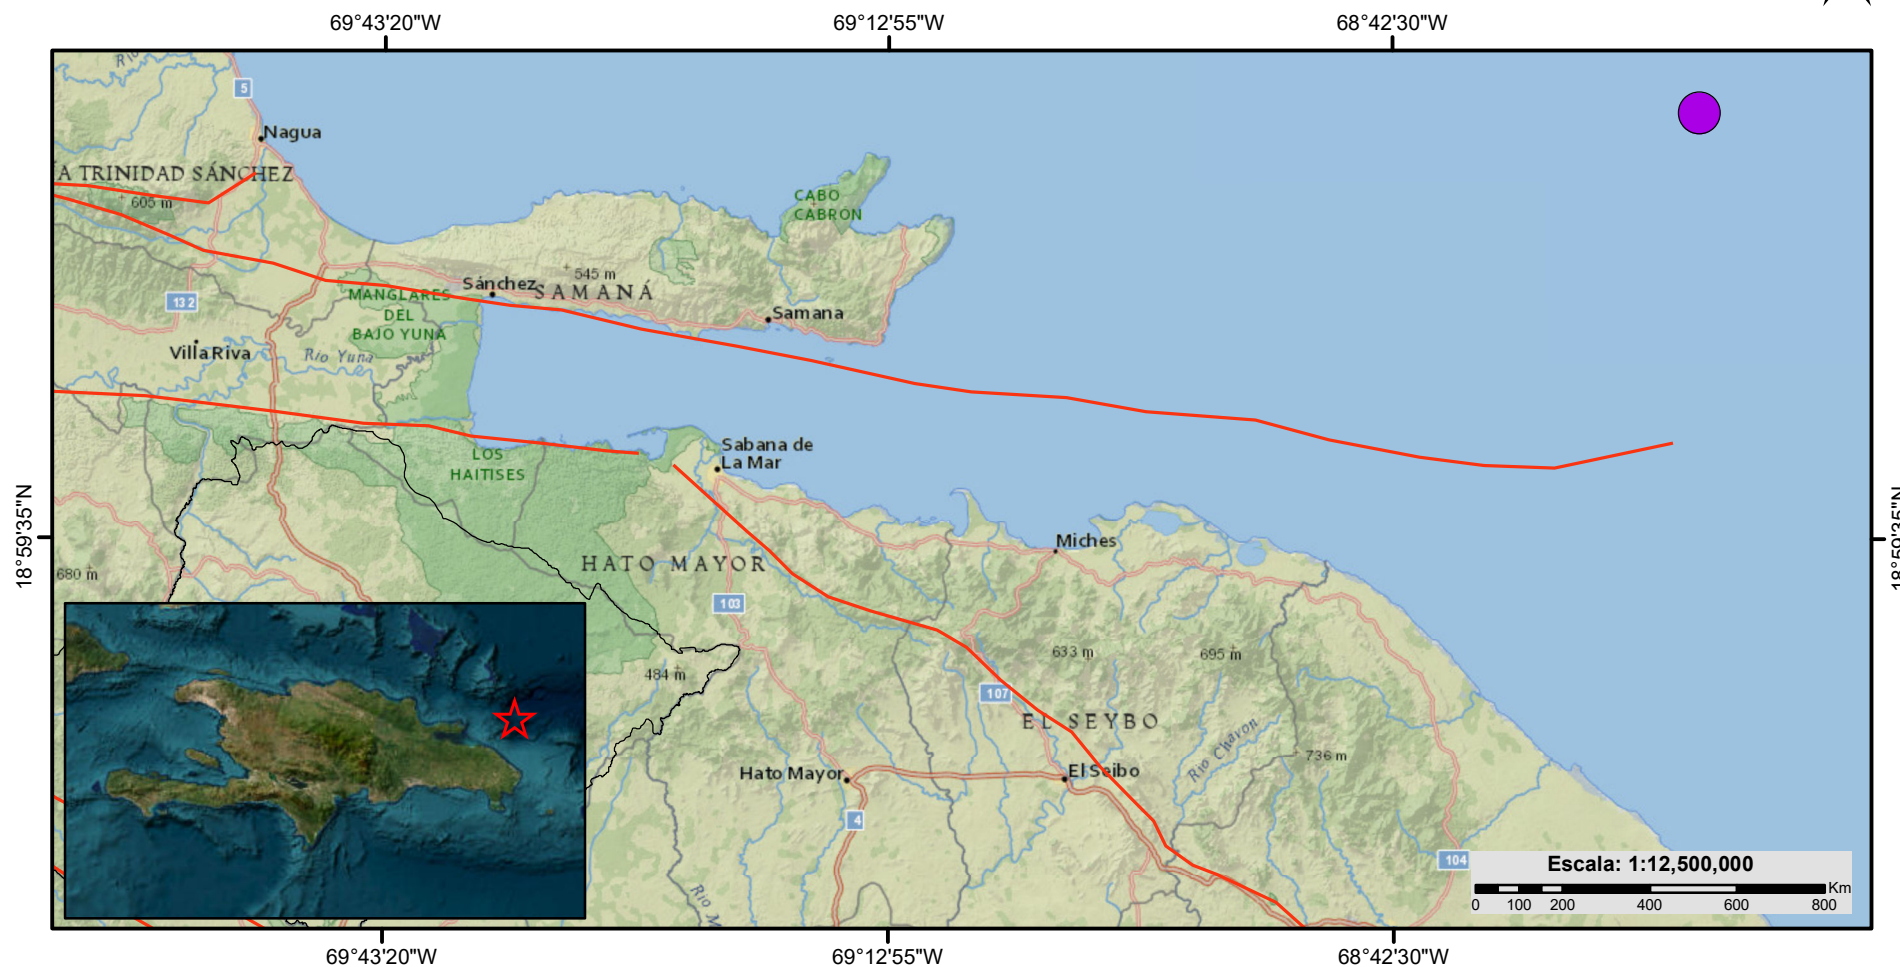 69°43'20"W
69°12'55"W
68°42'30"W
5
Nagua
A TRINIDAD SÁNCHEZ
605 m
CABO
CABRON
132
MANGLARES
DEL
BAJO YUNA
Sánchez
545 m
SAMANÁ
Samana
Villa Riva
Río Yuna
LOS
HAITISES
Sabana de
La Mar
18°59'35"N
18°59'35"N
Miches
HATO MAYOR
680 m
103
484 m
633 m
695 m
107
EL SEYBO
Rio Chavon
736 m
Hato Mayor
El Seibo
4
104
Escala: 1:12,500,000
Km
0 100 200 400 600 800
69°43'20"W
69°12'55"W
68°42'30"W